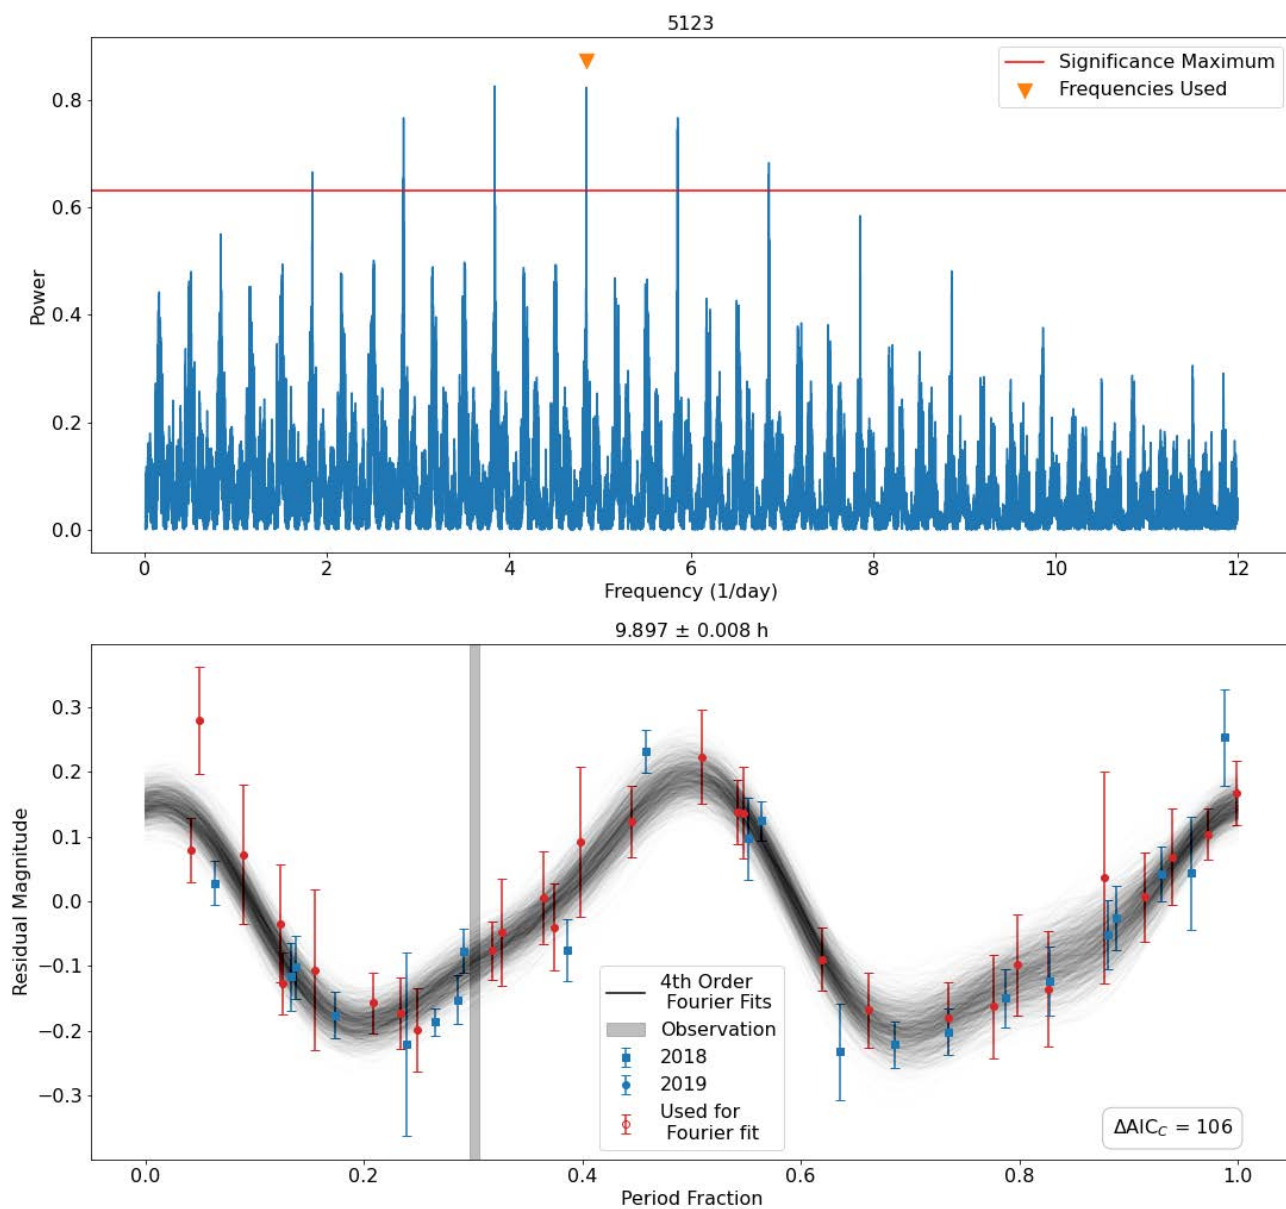 5123
Significance Maximum
Frequencies Used
0.8
0.6
0.4
0.2
0.0
Power
0
2
4
6
8
10
12
Frequency (1/day)
9.897 ± 0.008 h
0.3
0.2
0.1
0.0
−0.1
−0.2
−0.3
Residual Magnitude
4th Order
Fourier Fits
Observation
2018
2019
Used for
Fourier fit
ΔAICC = 106
0.0
0.2
0.4
0.6
0.8
1.0
Period Fraction